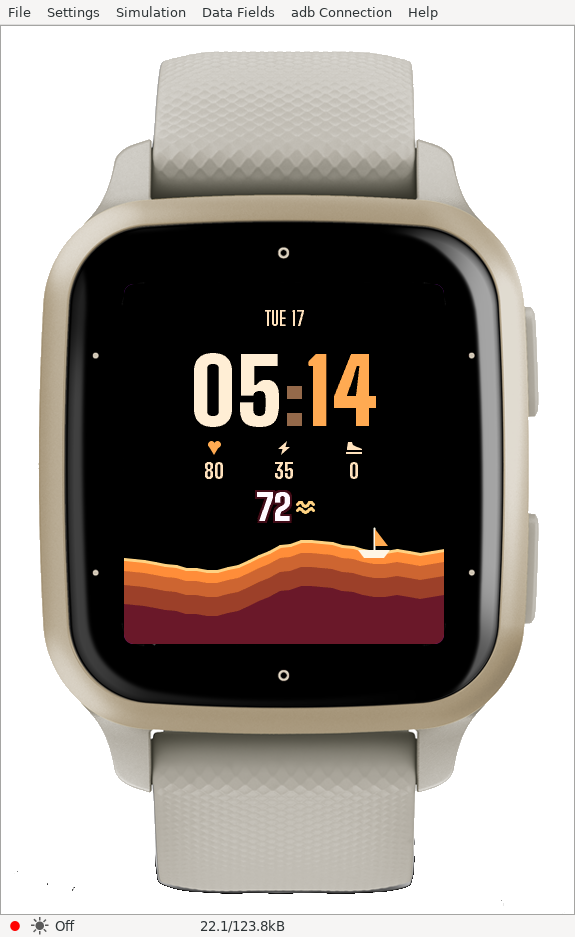 File Settings Simulation Data Fields adb Connection Help
TUE 17
05:14
80 35 0
72
Off 22.1/123.8kB